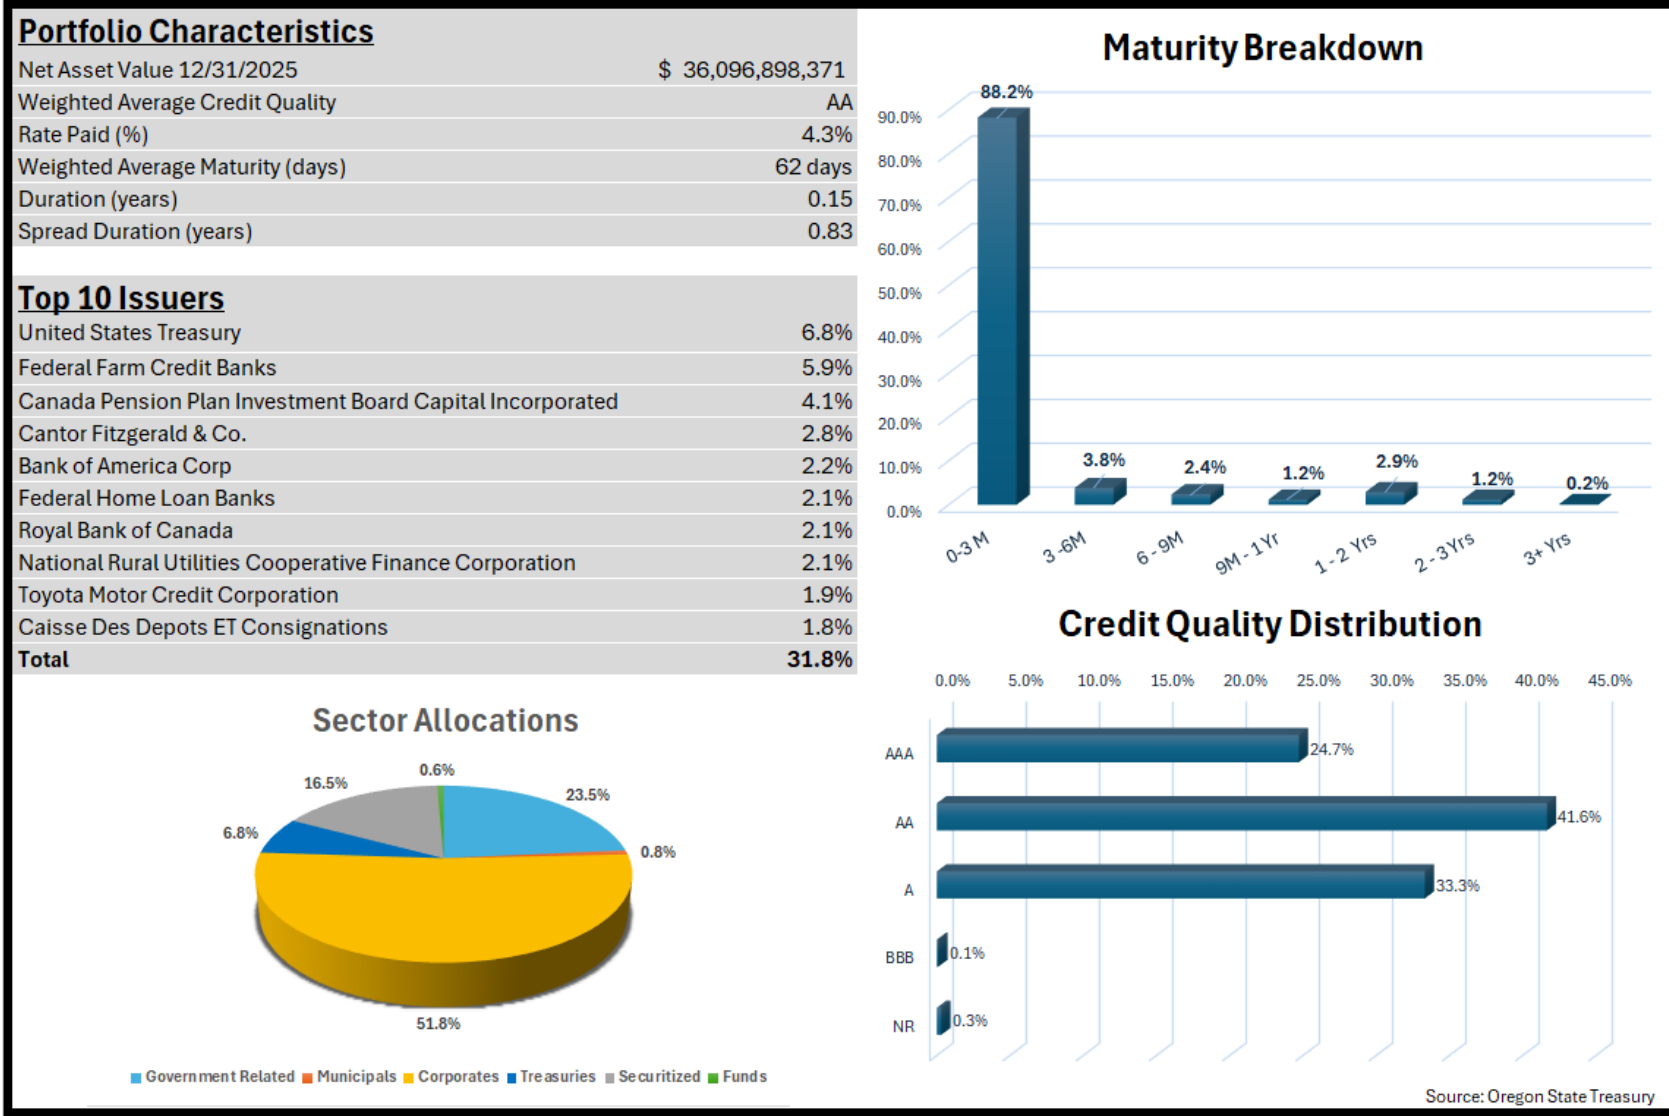 Portfolio Characteristics
Net Asset Value 12/31/2025 $ 36,096,898,371
Weighted Average Credit Quality AA
Rate Paid (%) 4.3%
Weighted Average Maturity (days) 62 days
Duration (years) 0.15
Spread Duration (years) 0.83
Top 10 Issuers
United States Treasury 6.8%
Federal Farm Credit Banks 5.9%
Canada Pension Plan Investment Board Capital Incorporated 4.1%
Cantor Fitzgerald & Co. 2.8%
Bank of America Corp 2.2%
Federal Home Loan Banks 2.1%
Royal Bank of Canada 2.1%
National Rural Utilities Cooperative Finance Corporation 2.1%
Toyota Motor Credit Corporation 1.9%
Caisse Des Depots ET Consignations 1.8%
Total 31.8%
Sector Allocations
0.6%
16.5%
23.5%
6.8%
0.8%
51.8%
Government Related Municipals Corporates Treasuries Securitized Funds
Maturity Breakdown
88.2%
90.0%
80.0%
70.0%
60.0%
50.0%
40.0%
30.0%
20.0%
10.0%
0.0%
3.8% 2.4% 1.2% 2.9% 1.2% 0.2%
0-3 M 3 -6M 6 - 9M 9M - 1 Yr 1 - 2 Yrs 2 - 3 Yrs 3+ Yrs
Credit Quality Distribution
0.0% 5.0% 10.0% 15.0% 20.0% 25.0% 30.0% 35.0% 40.0% 45.0%
AAA 24.7%
AA 41.6%
A 33.3%
BBB 0.1%
NR 0.3%
Source: Oregon State Treasury